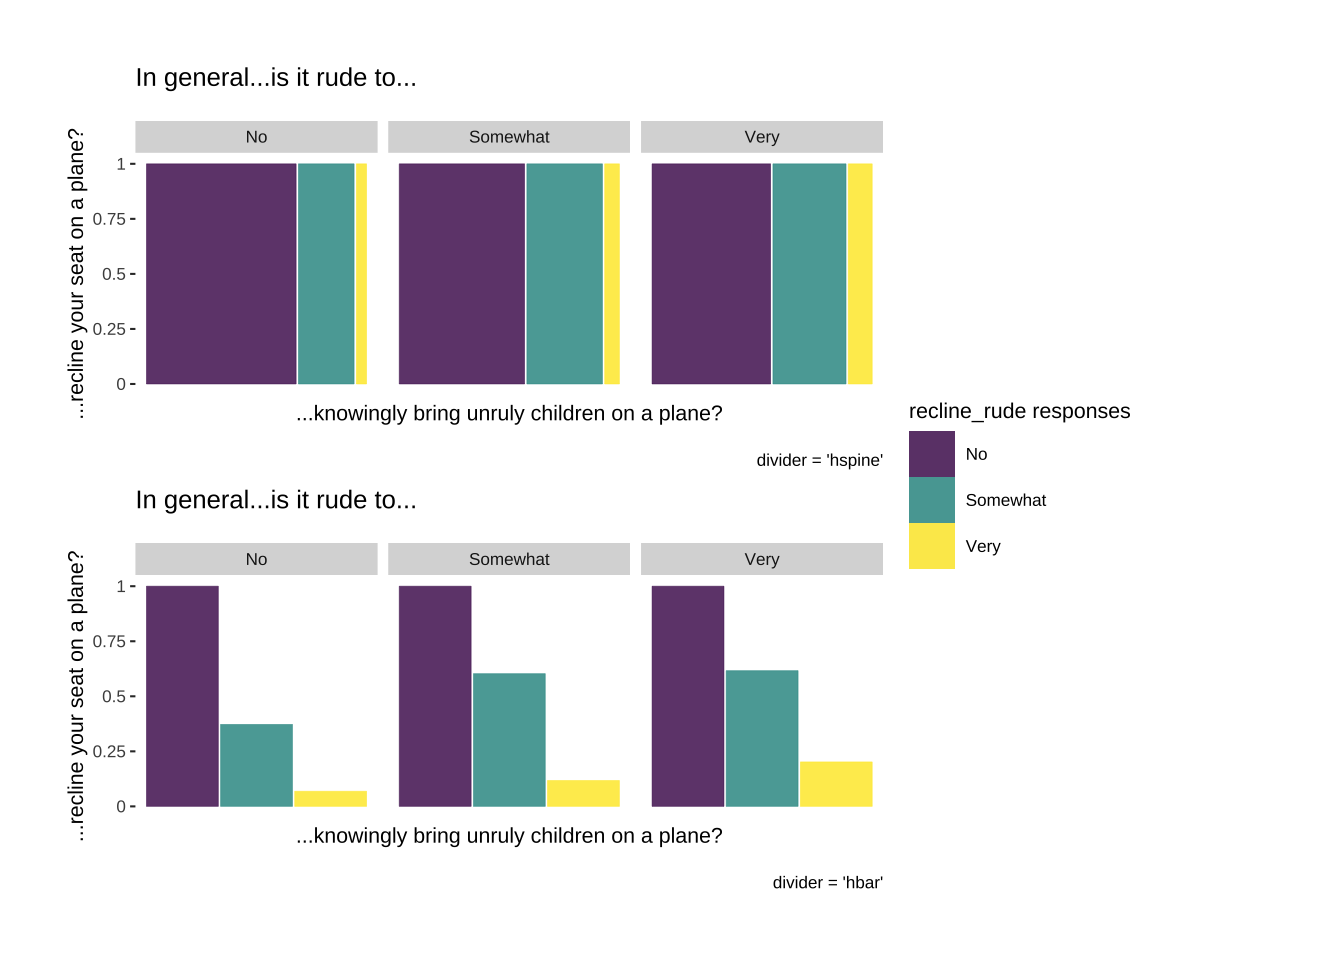 In general...is it rude to...
No Somewhat Very
...recline your seat on a plane?
1
0.75
0.5
0.25
0
...knowingly bring unruly children on a plane?
divider = 'hspine'
In general...is it rude to...
No Somewhat Very
...recline your seat on a plane?
1
0.75
0.5
0.25
0
...knowingly bring unruly children on a plane?
divider = 'hbar'
recline_rude responses
No
Somewhat
Very